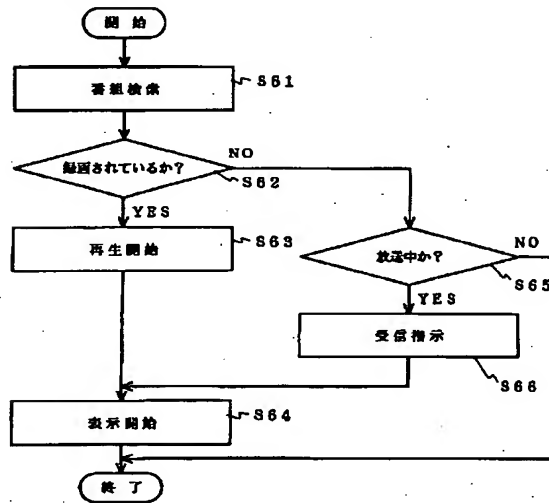 開始
番組検索
S61
録画されているか?
NO
S62
YES
再生開始
S63
放送中か?
NO
S65
YES
受信指示
S66
表示開始
S64
終了